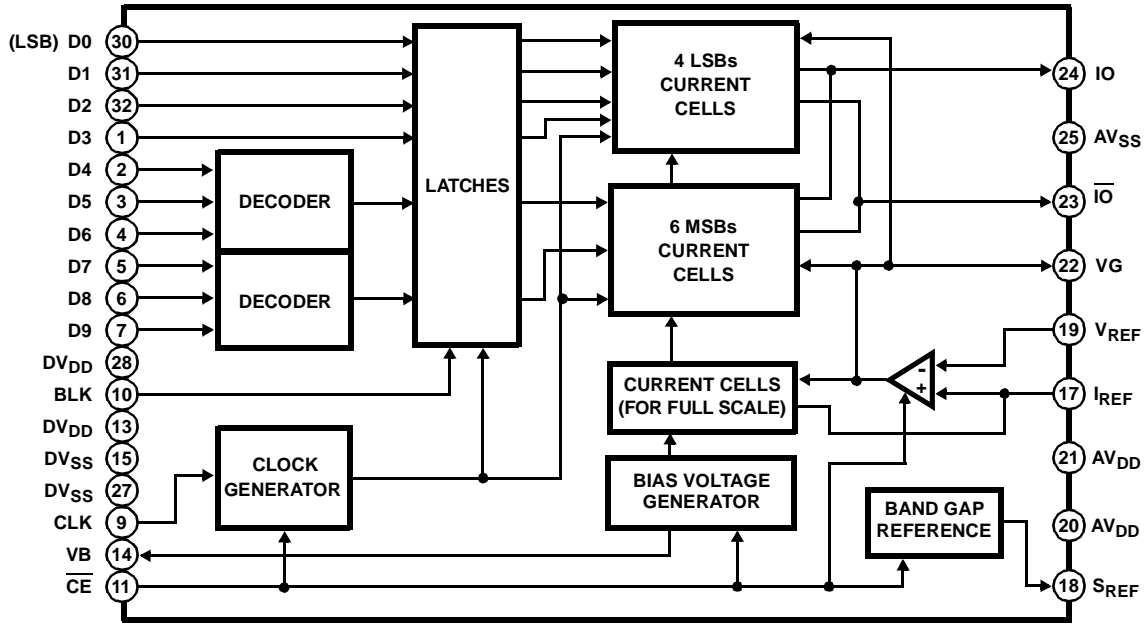 (LSB) D0 30
D1 31
D2 32
D3 1
D4 2
D5 3
D6 4
D7 5
D8 6
D9 7
DVDD 28
BLK 10
DVDD 13
DVSS 15
DVSS 27
CLK 9
VB 14
CE 11
DECODER
DECODER
CLOCK
GENERATOR
LATCHES
4 LSBs
CURRENT
CELLS
6 MSBs
CURRENT
CELLS
CURRENT CELLS
(FOR FULL SCALE)
BIAS VOLTAGE
GENERATOR
-
+
BAND GAP
REFERENCE
24 IO
25 AVSS
23 IO
22 VG
19 VREF
17 IREF
21 AVDD
20 AVDD
18 SREF